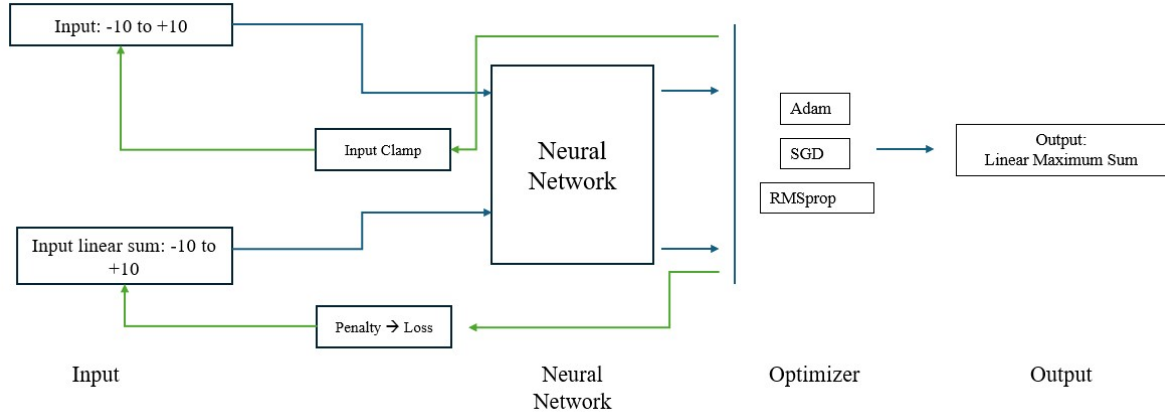 Input: -10 to +10
Input Clamp
Neural
Network
Adam
SGD
RMSprop
Output:
Linear Maximum Sum
Input linear sum: -10 to
+10
Penalty → Loss
Input
Neural
Network
Optimizer
Output